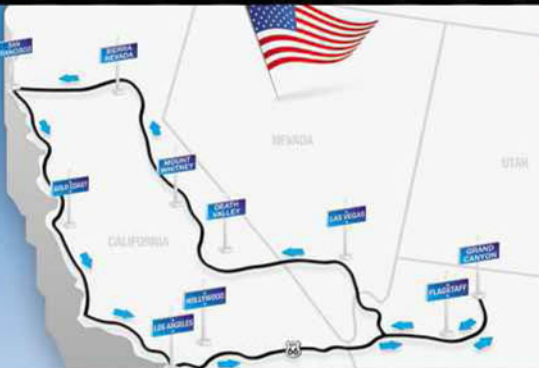 SAN
FRANCISCO
SIERRA
NEVADA
NEVADA
UTAH
MOUNT
WHITNEY
GOLD COAST
DEATH
VALLEY
LAS VEGAS
CALIFORNIA
GRAND
CANYON
FLAGSTAFF
HOLLYWOOD
LOS ANGELES
66